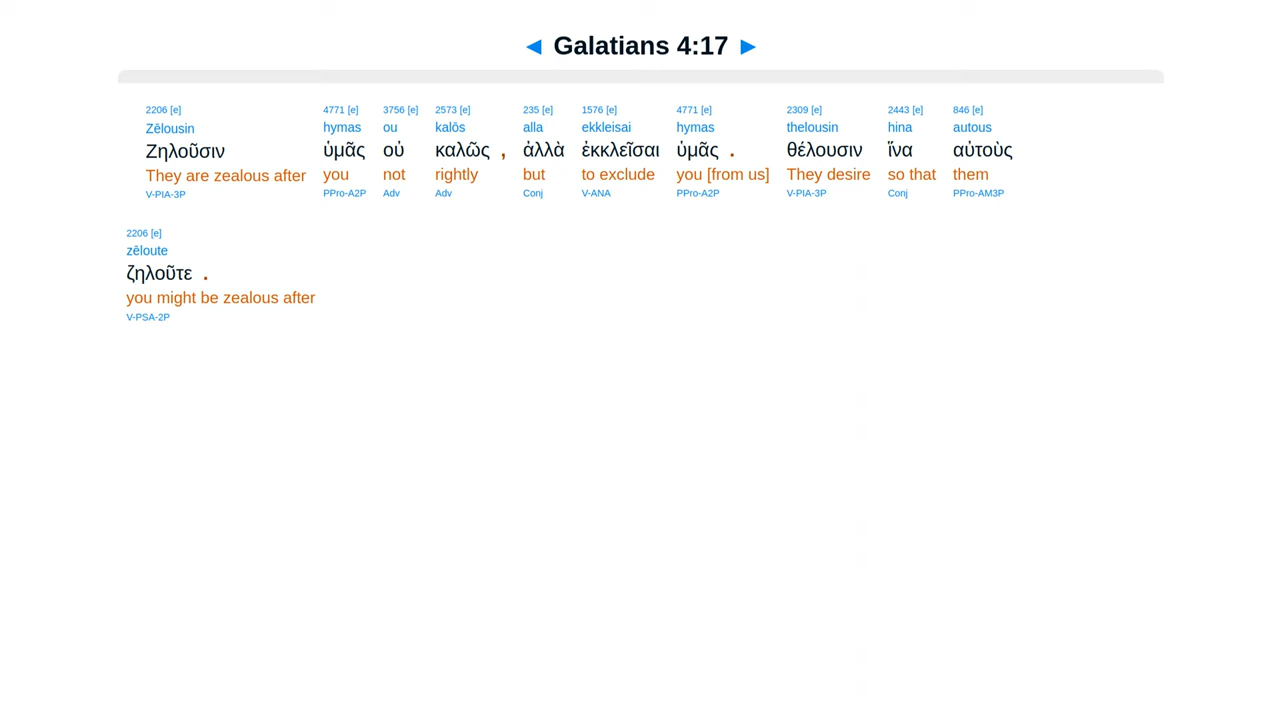 ◄ Galatians 4:17 ►
2206 [e] 4771 [e] 3756 [e] 2573 [e] 235 [e] 1576 [e] 4771 [e] 2309 [e] 2443 [e] 846 [e]
Zēlousin hymas ou kalōs alla ekkleisai hymas thelousin hina autous
Ζηλοῦσιν ὑμᾶς οὐ καλῶς , ἀλλὰ ἐκκλεῖσαι ὑμᾶς . θέλουσιν ἵνα αὐτοὺς
They are zealous after you not rightly but to exclude you [from us] They desire so that them
V-PIA-3P PPro-A2P Adv Adv Conj V-ANA PPro-A2P V-PIA-3P Conj PPro-AM3P
2206 [e]
zēloute
ζηλοῦτε .
you might be zealous after
V-PSA-2P